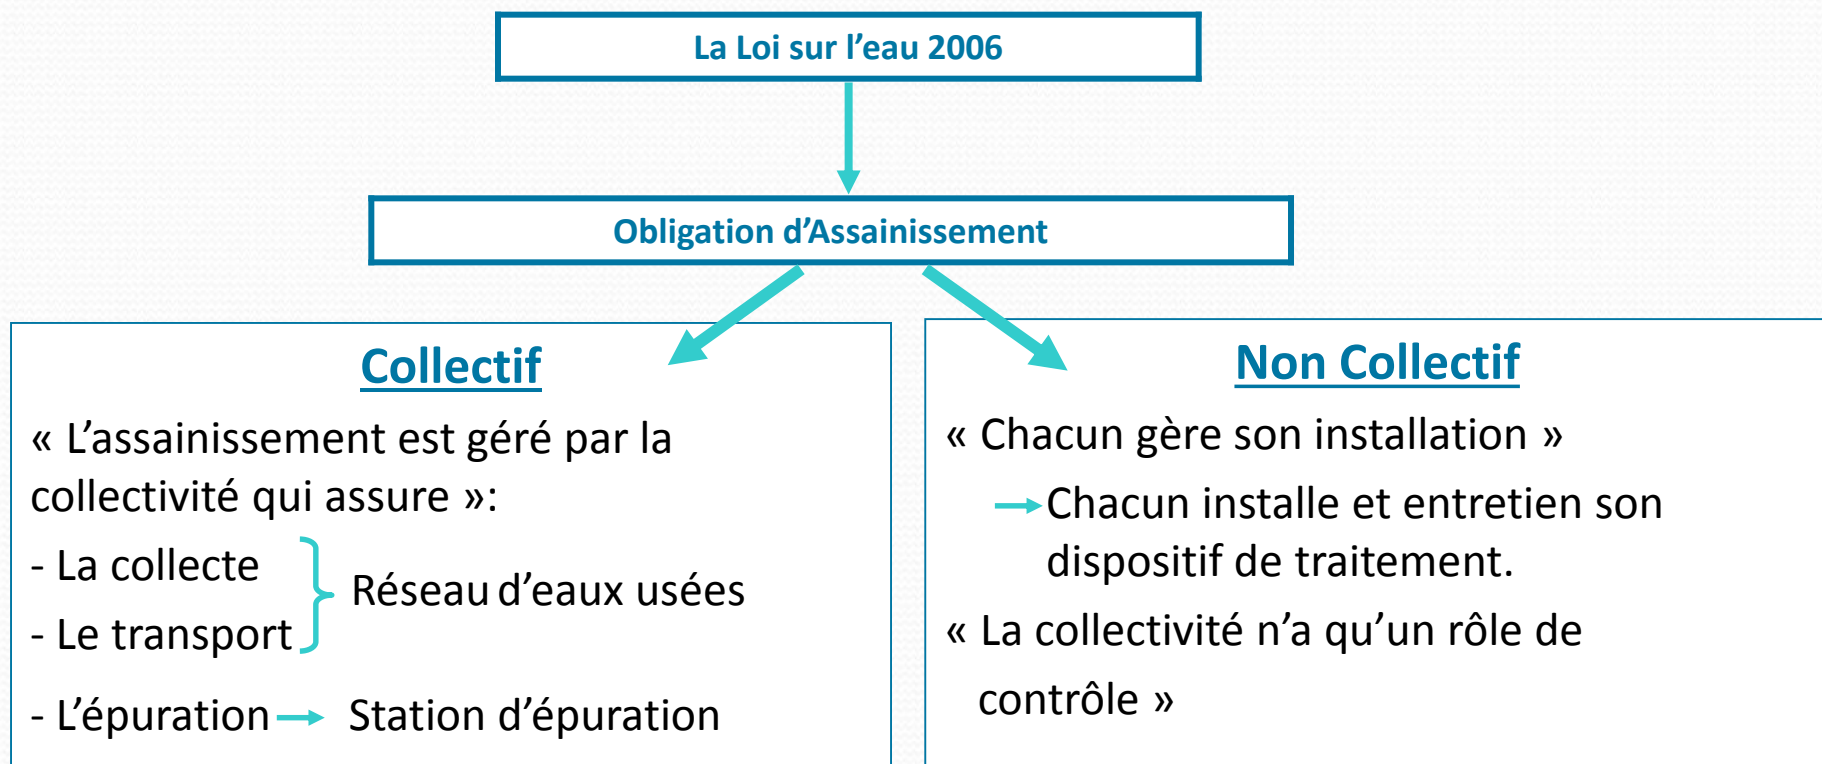 La Loi sur l’eau 2006
Obligation d’Assainissement
Collectif
« L’assainissement est géré par la
collectivité qui assure »:
- La collecte
- Le transport
Réseau d’eaux usées
- L’épuration
Station d’épuration
Non Collectif
« Chacun gère son installation »
Chacun installe et entretien son
dispositif de traitement.
« La collectivité n’a qu’un rôle de
contrôle »